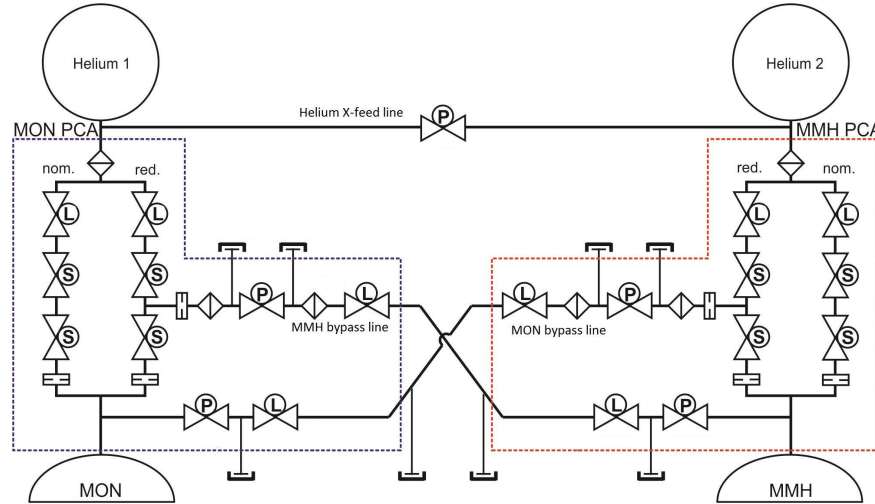 Helium 1
Helium 2
Helium X-feed line
P
MON PCA
MMH PCA
nom.
red.
red.
nom.
L
L
L
L
S
S
S
S
P
L
L
P
MMH bypass line
MON bypass line
S
S
S
S
P
L
L
P
MON
MMH